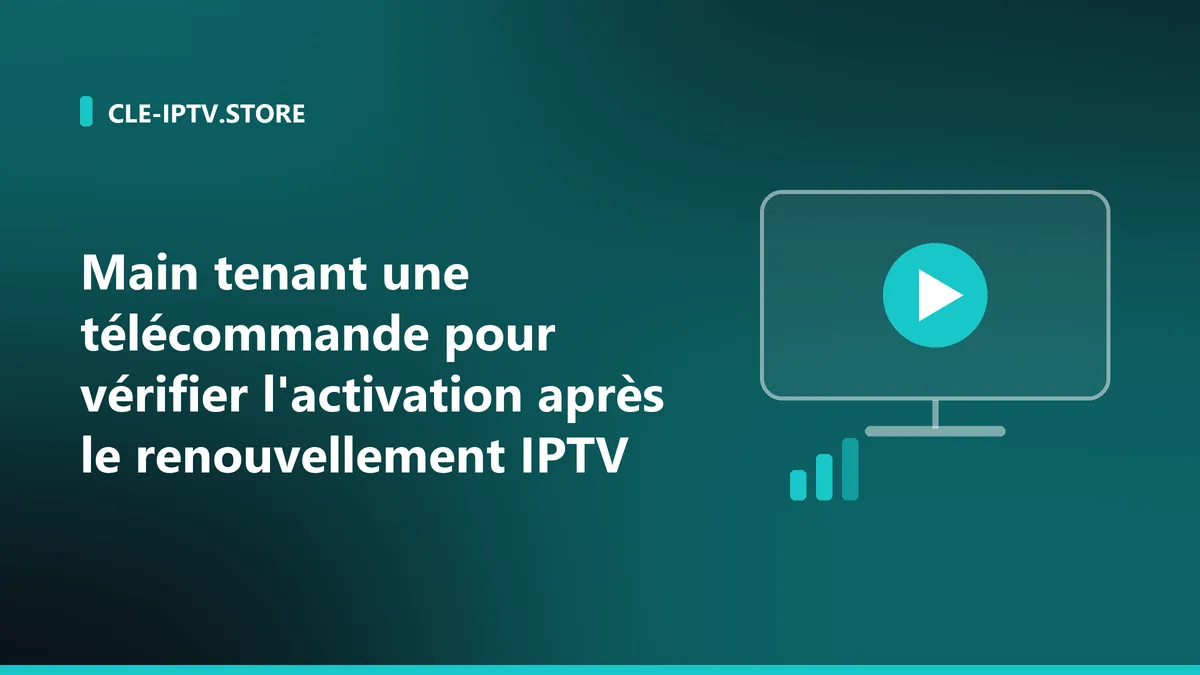 CLE-IPTV.STORE
Main tenant une
télécommande pour
vérifier l'activation après
le renouvellement IPTV